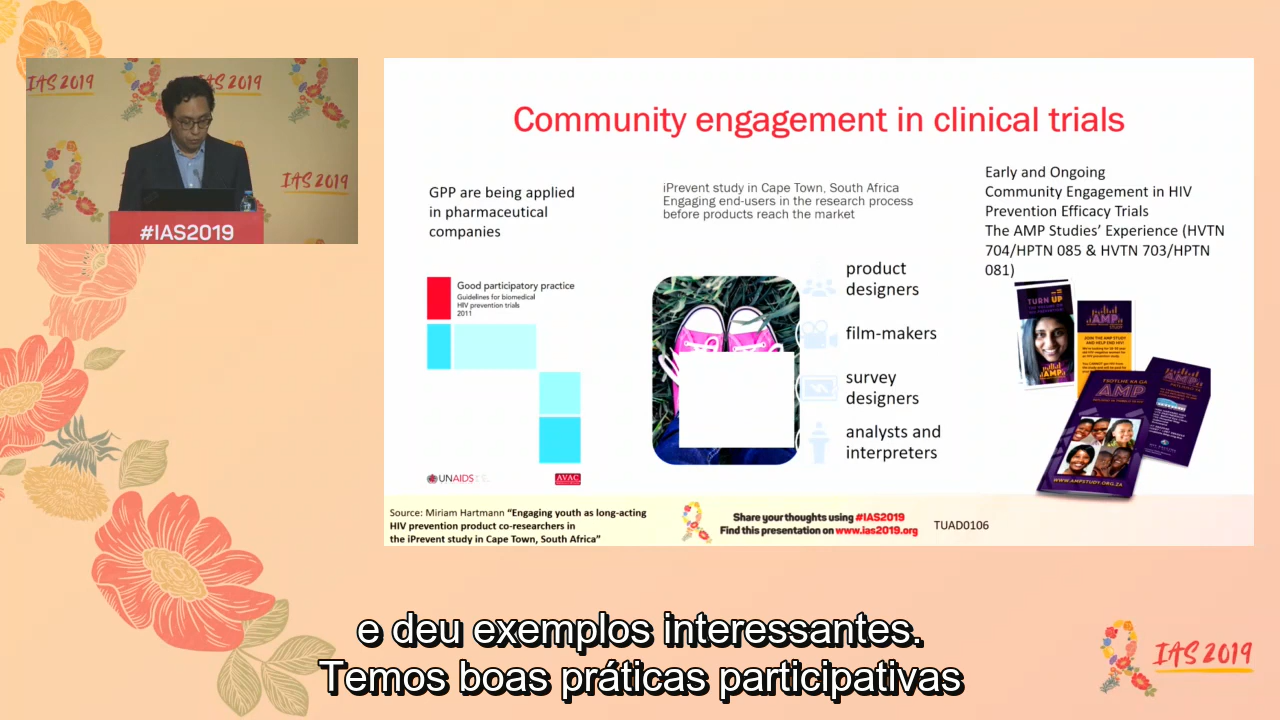 IAS 2019
IAS 2019
IAS 2019
#IAS2019
Community engagement in clinical trials
GPP are being applied
in pharmaceutical
companies
Good participatory practice
Guidelines for biomedical
HIV prevention trials
2011
UNAIDS
AVAC
iPrevent study in Cape Town, South Africa
Engaging end-users in the research process
before products reach the market
product
designers
film-makers
survey
designers
analysts and
interpreters
Early and Ongoing
Community Engagement in HIV
Prevention Efficacy Trials
The AMP Studies’ Experience (HVTN
704/HPTN 085 & HVTN 703/HPTN
081)
TURN UP
AMP
AMP
JOIN THE AMP STUDY
AND HELP END HIV!
AMP
AMP
WWW.AMPSTUDY.ORG.ZA
Source: Miriam Hartmann “Engaging youth as long-acting
HIV prevention product co-researchers in
the iPrevent study in Cape Town, South Africa”
Share your thoughts using #IAS2019
Find this presentation on www.ias2019.org
TUAD0106
e deu exemplos interessantes.
Temos boas práticas participativas
IAS 2019